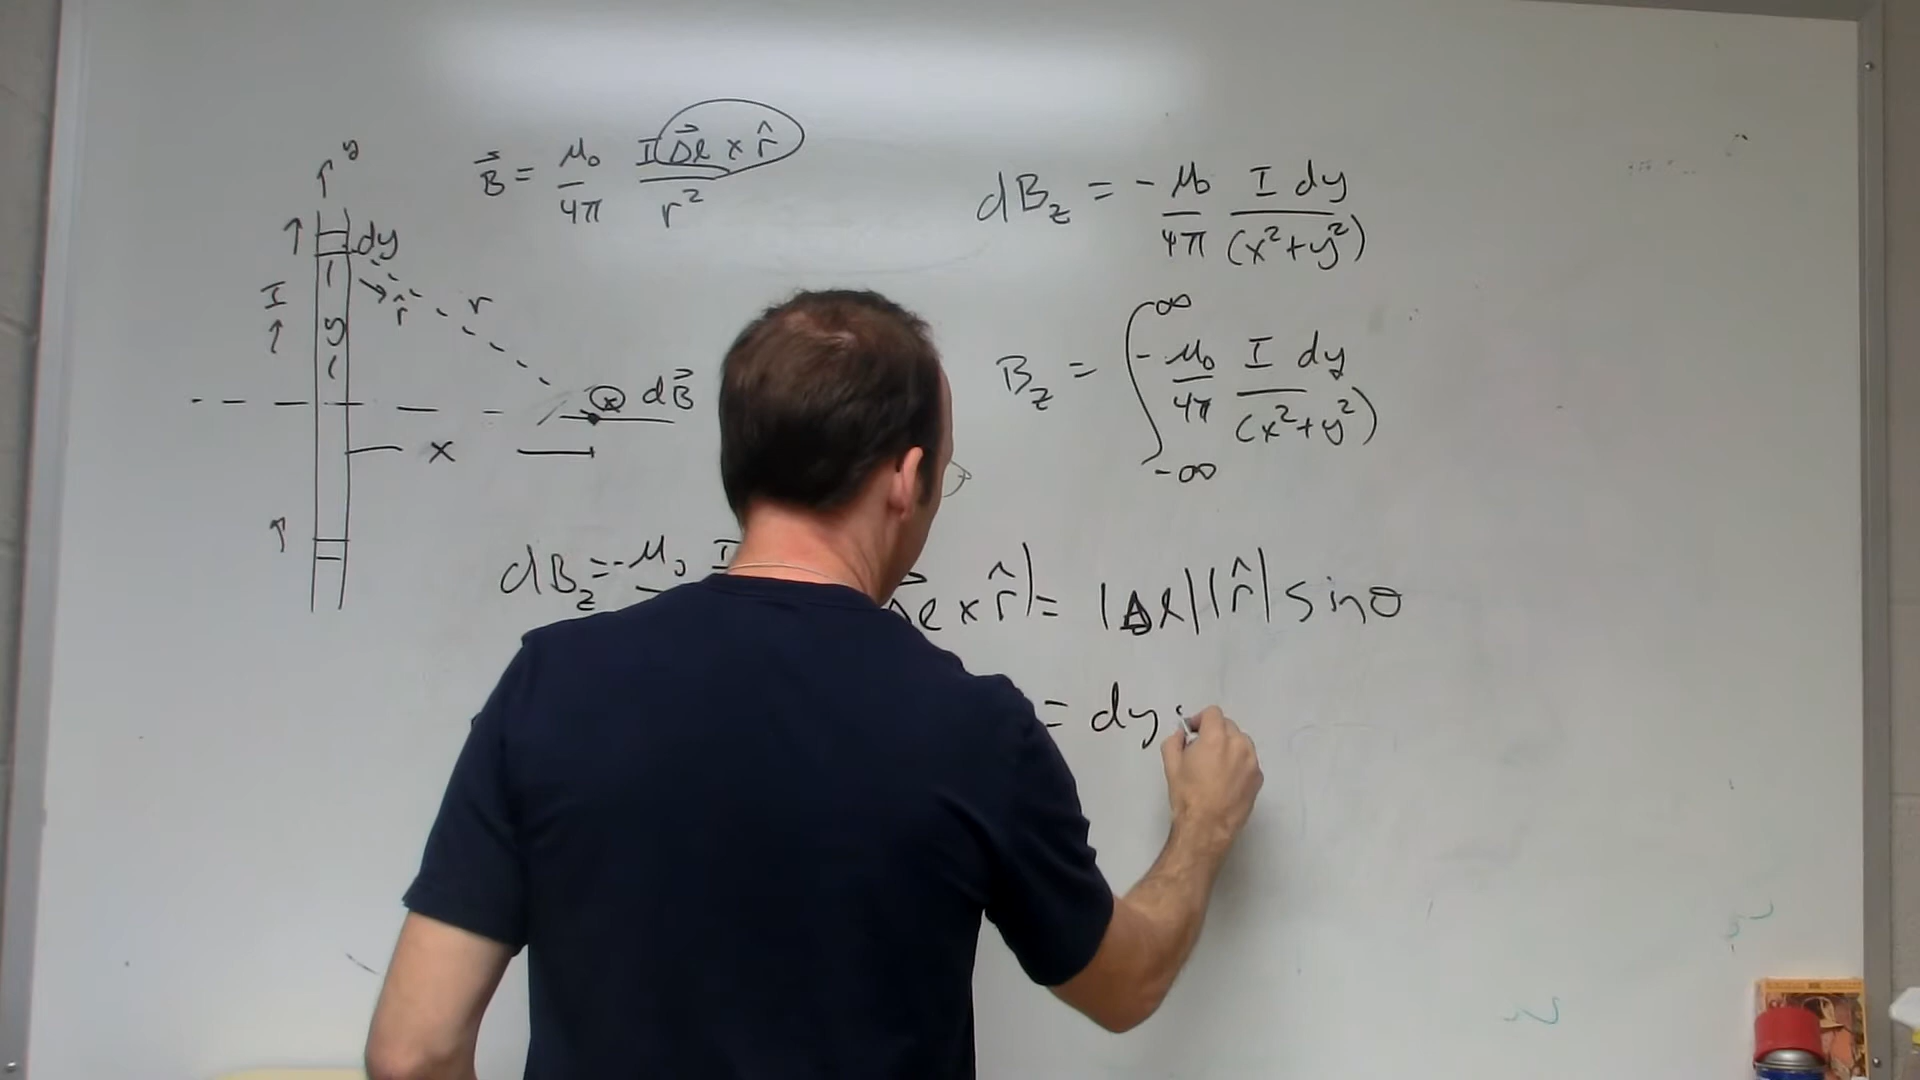 y
B⃗ = μ₀/4π IΔl⃗ × r̂/r²
dB_z = - μ₀/4π I dy/(x²+y²)
dy
I
r̂
r
y
dB⃗
x
B_z = ∫_{-∞}^{∞} - μ₀/4π I dy/(x²+y²)
dB_z = - μ₀ I
Δl⃗ × r̂| = |Δl||r̂| sinθ
= dy